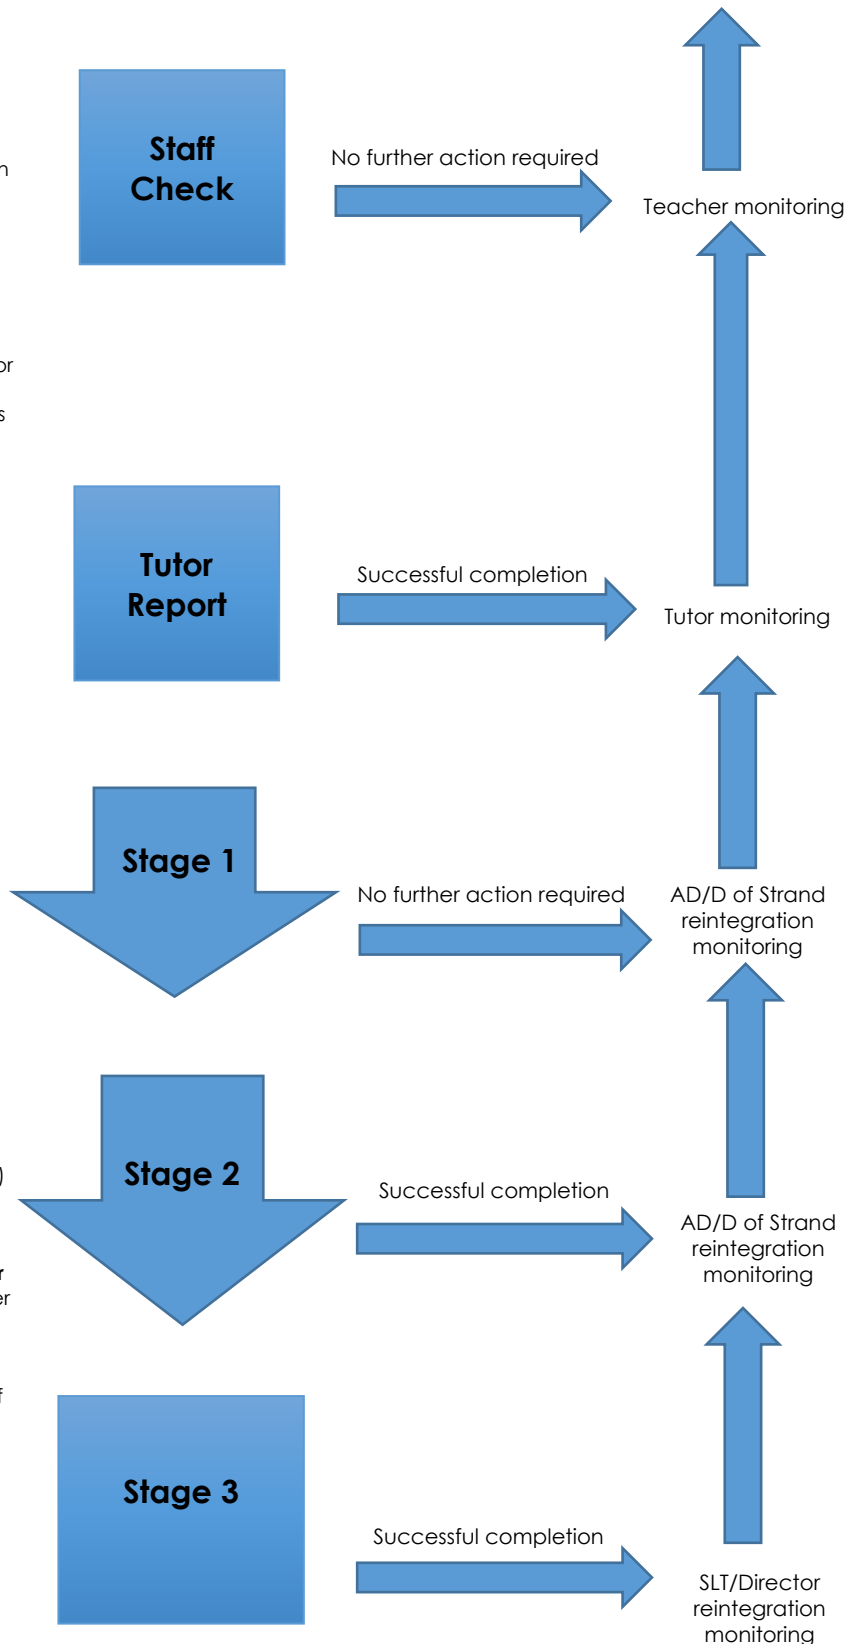 Staff
Check
No further action required
n
Teacher monitoring
or
s
Tutor
Report
Successful completion
Tutor monitoring
Stage 1
No further action required
AD/D of Strand
reintegration
monitoring
Stage 2
)
Successful completion
AD/D of Strand
reintegration
monitoring
r
er
f
Stage 3
Successful completion
SLT/Director
reintegration
monitoring